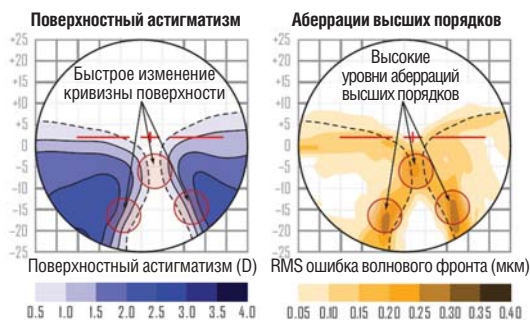 Поверхностный астигматизм
Аберрации высших порядков
+25
+20
+15
+10
+5
0
-5
-10
-15
-20
-25
Быстрое изменение
кривизны поверхности
+25
+20
+15
+10
+5
0
-5
-10
-15
-20
-25
Высокие
уровни аберраций
высших порядков
Поверхностный астигматизм (D)
0.5 1.0 1.5 2.0 2.5 3.0 3.5 4.0
RMS ошибка волнового фронта (мкм)
0.05 0.10 0.15 0.20 0.25 0.30 0.35 0.40